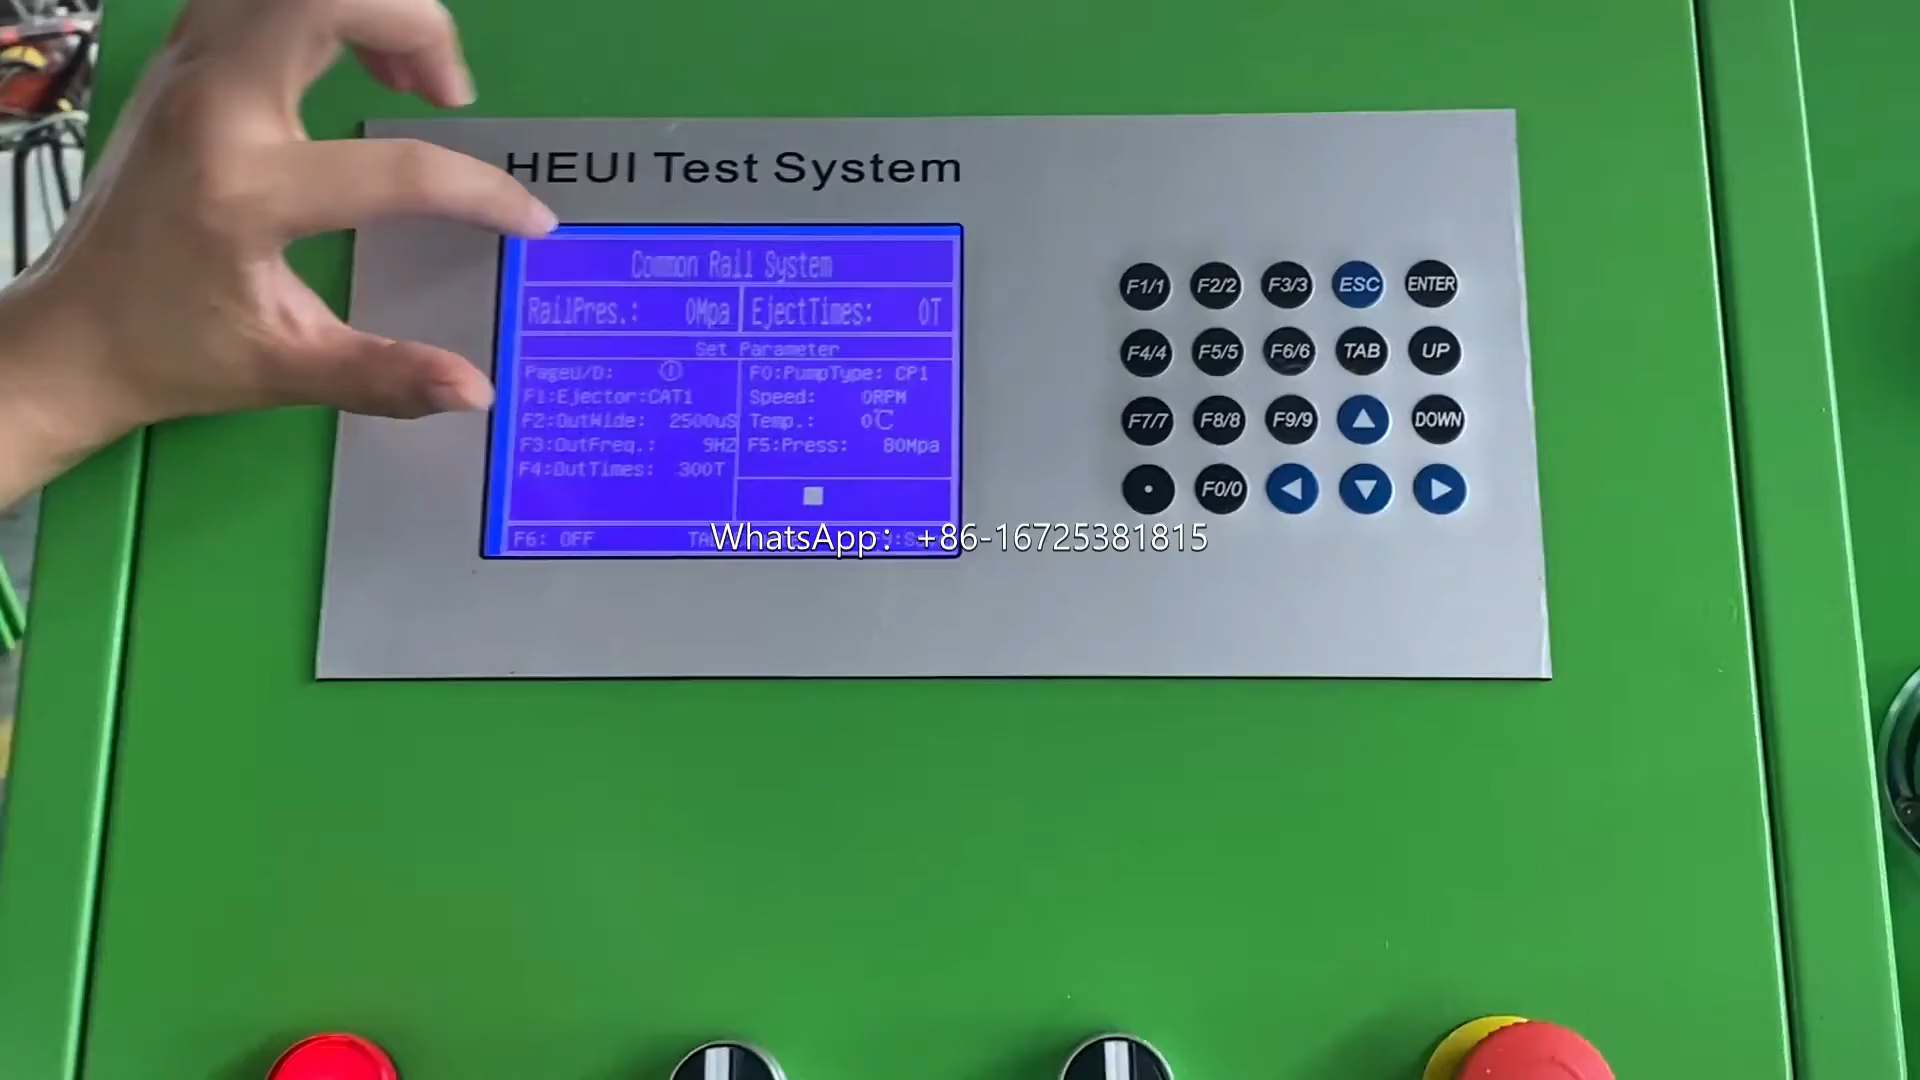 HEUI Test System
Common Rail System
RailPres.: 0Mpa EjectTimes: 0T
Set Parameter
PageU/D: F0:PumpType: CP1
F1:Ejector:CAT1 Speed: 0RPM
F2:OutWide: 2500uS Temp.: 0℃
F3:OutFreq.: 9HZ F5:Press: 80Mpa
F4:OutTimes: 300T
F6: OFF
WhatsApp: +86-16725381815
F1/1 F2/2 F3/3 ESC ENTER
F4/4 F5/5 F6/6 TAB UP
F7/7 F8/8 F9/9 DOWN
F0/0